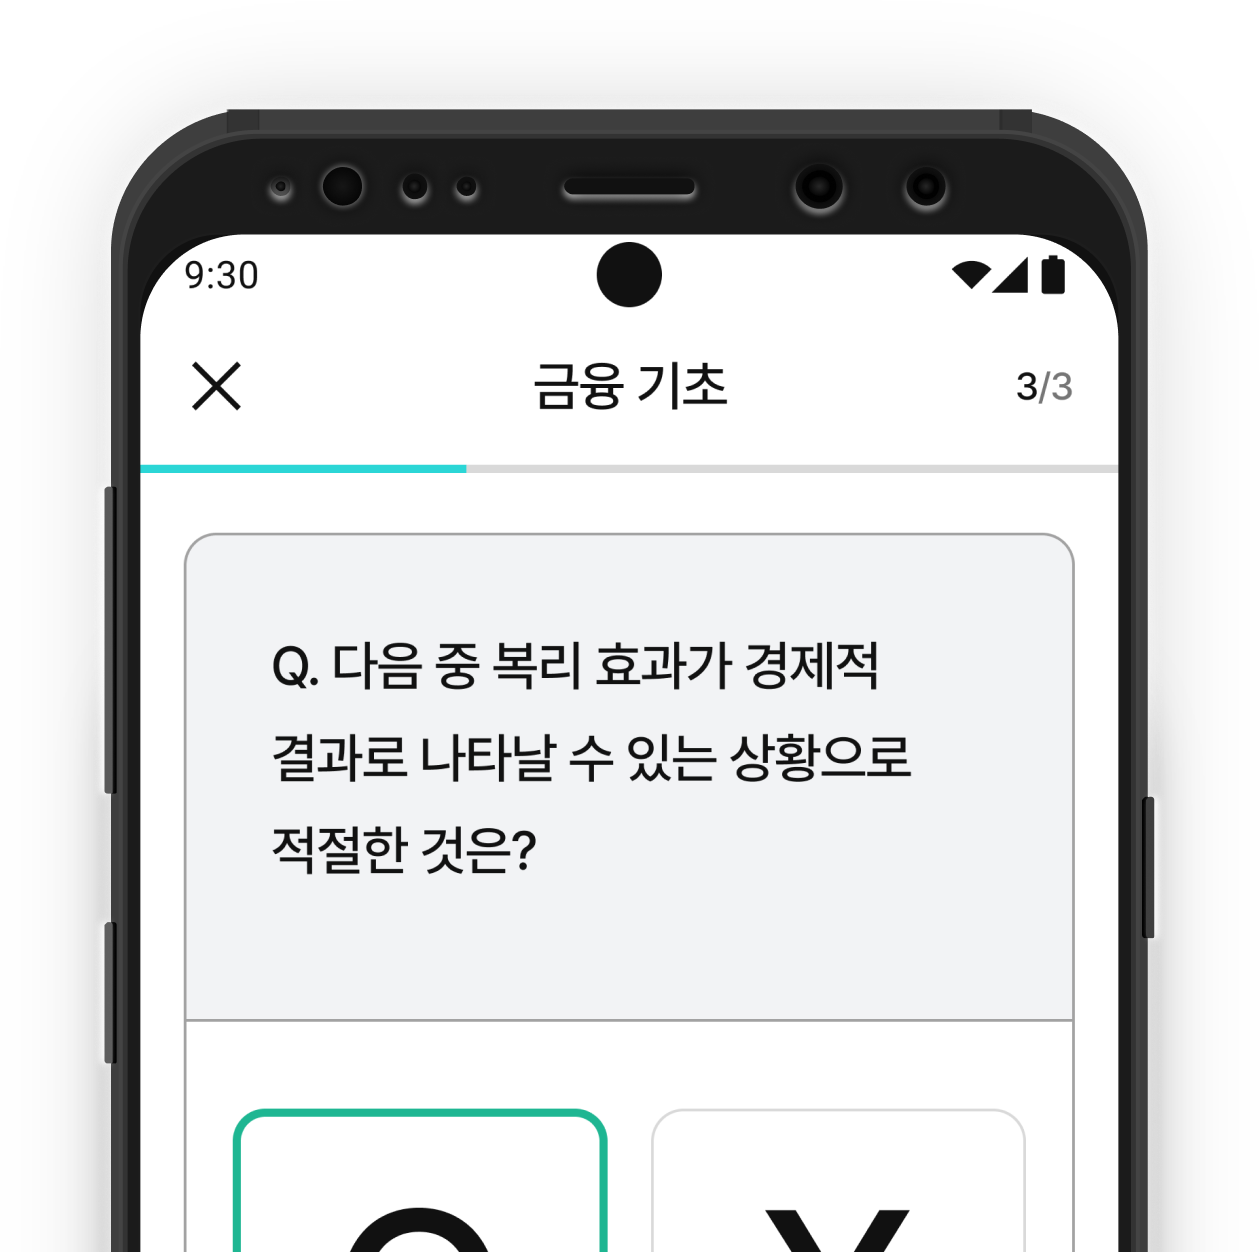 9:30
금융 기초
3/3
Q. 다음 중 복리 효과가 경제적
결과로 나타날 수 있는 상황으로
적절한 것은?
O X